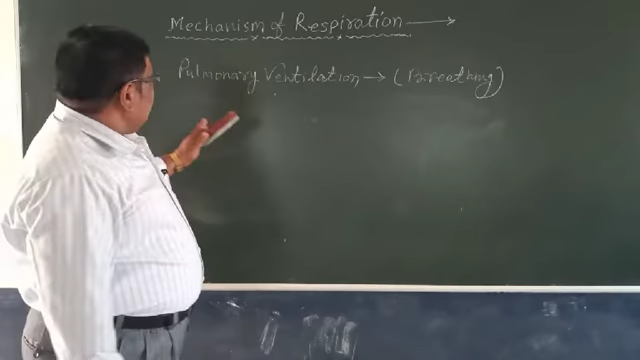 Mechanism of Respiration →
Pulmonary Ventilation → (Breathing)